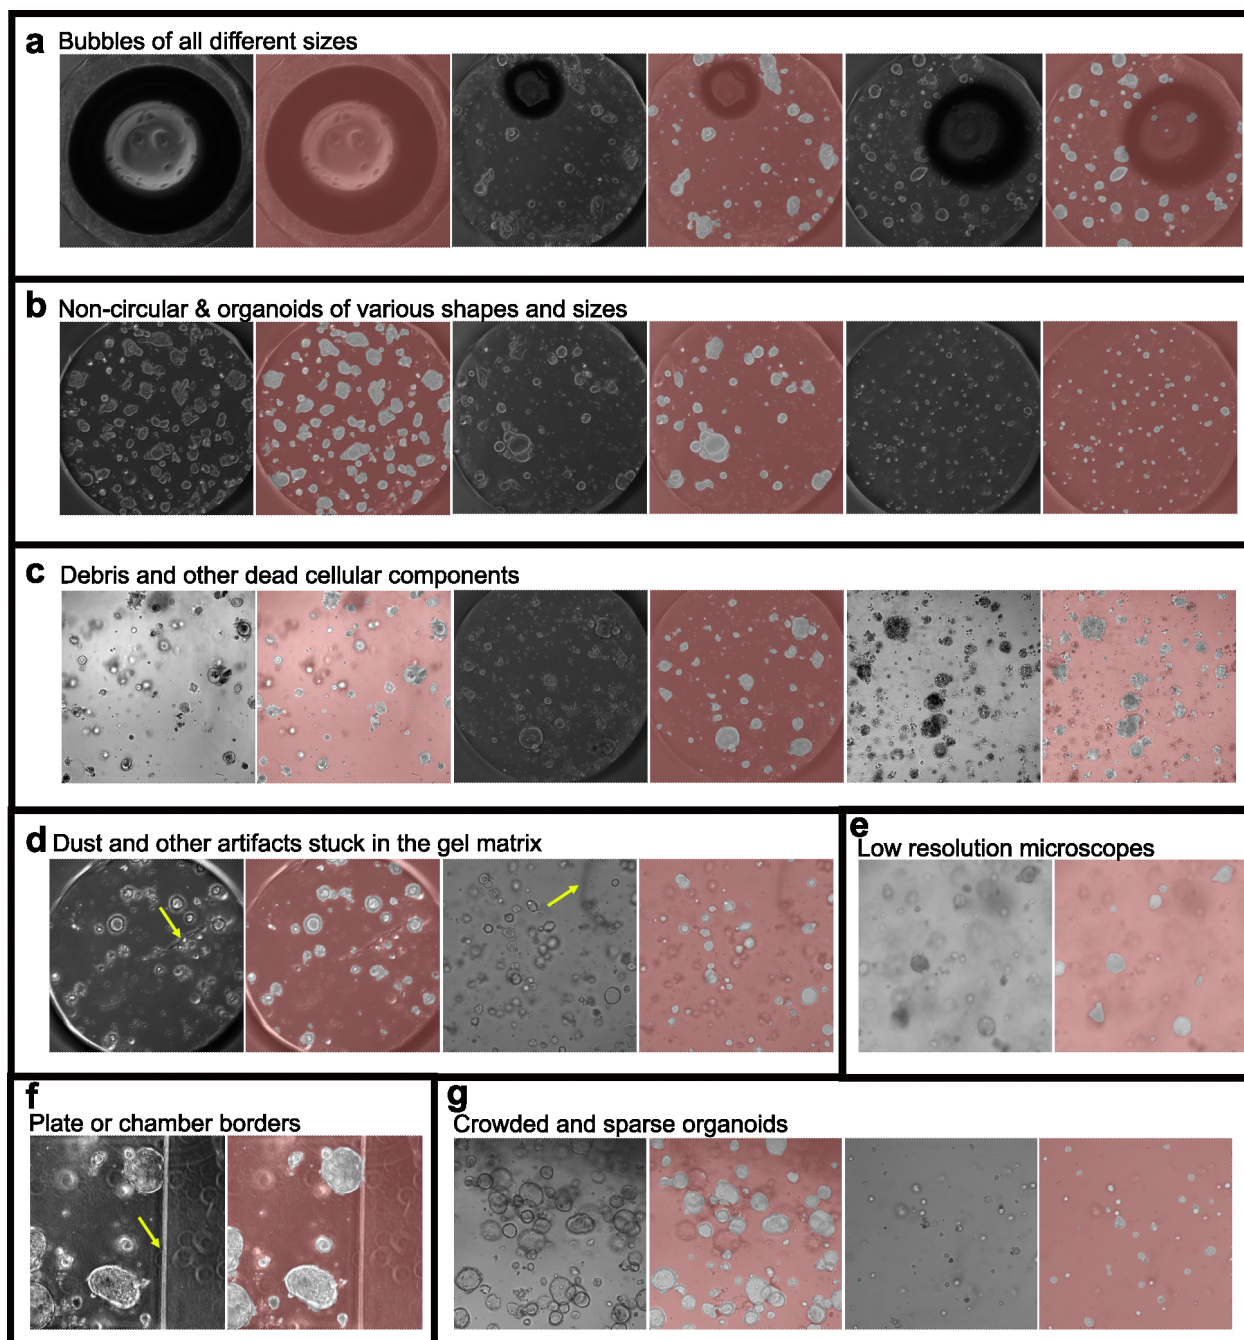 a Bubbles of all different sizes
b Non-circular & organoids of various shapes and sizes
c Debris and other dead cellular components
d Dust and other artifacts stuck in the gel matrix
e
Low resolution microscopes
f
Plate or chamber borders
g
Crowded and sparse organoids